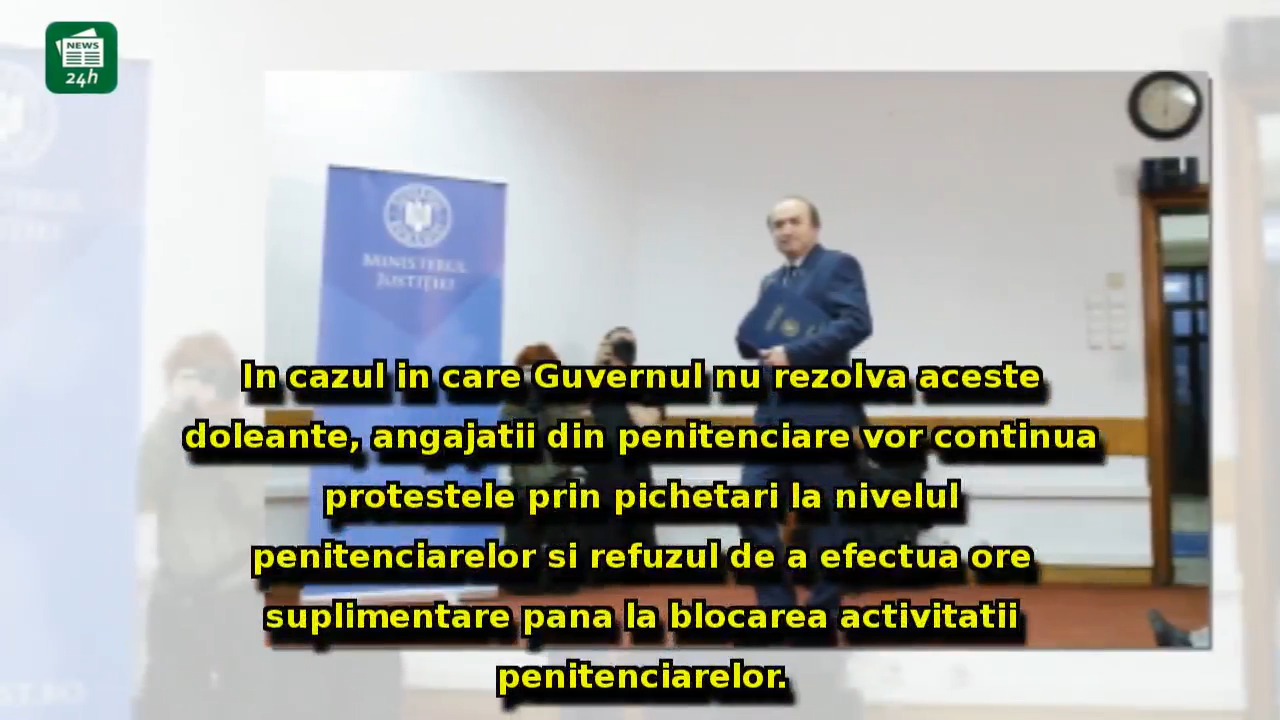 NEWS
24h
MINISTERUL
JUSTIȚIEI
In cazul in care Guvernul nu rezolva aceste
doleante, angajatii din penitenciare vor continua
protestele prin pichetari la nivelul
penitenciarelor si refuzul de a efectua ore
suplimentare pana la blocarea activitatii
penitenciarelor.